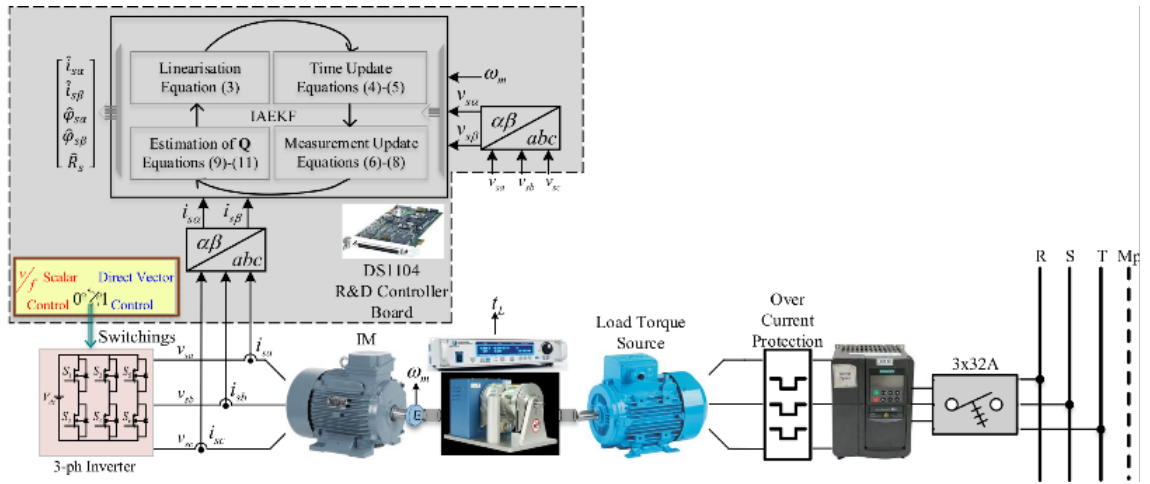 Linearisation
Equation (3)
Time Update
Equations (4)-(5)
IAEKF
Estimation of Q
Equations (9)-(11)
Measurement Update
Equations (6)-(8)
î_sα
î_sβ
φ̂_sα
φ̂_sβ
R̂_s
ω_m
v_sα
v_sβ
αβ
abc
v_sa v_sb v_sc
i_sα i_sβ
αβ
abc
DS1104
R&D Controller
Board
v/f Scalar
Control
0 1
Direct Vector
Control
Switchings
v_sa
i_sa
v_sb
i_sb
v_sc
i_sc
V_dc
3-ph Inverter
IM
ω_m
E
t_L
Load Torque
Source
Over
Current
Protection
3x32A
R S T Mp